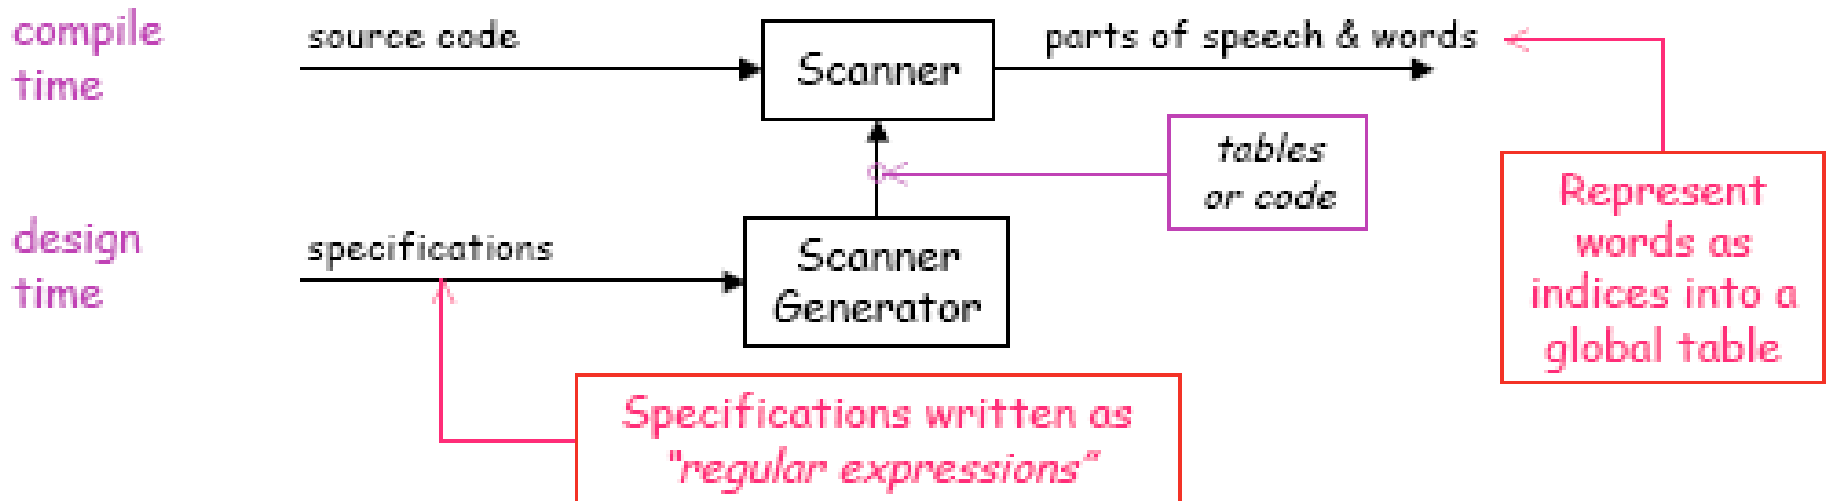 compile
time
source code
Scanner
parts of speech & words
tables
or code
Represent
words as
indices into a
global table
design
time
specifications
Scanner
Generator
Specifications written as
"regular expressions"